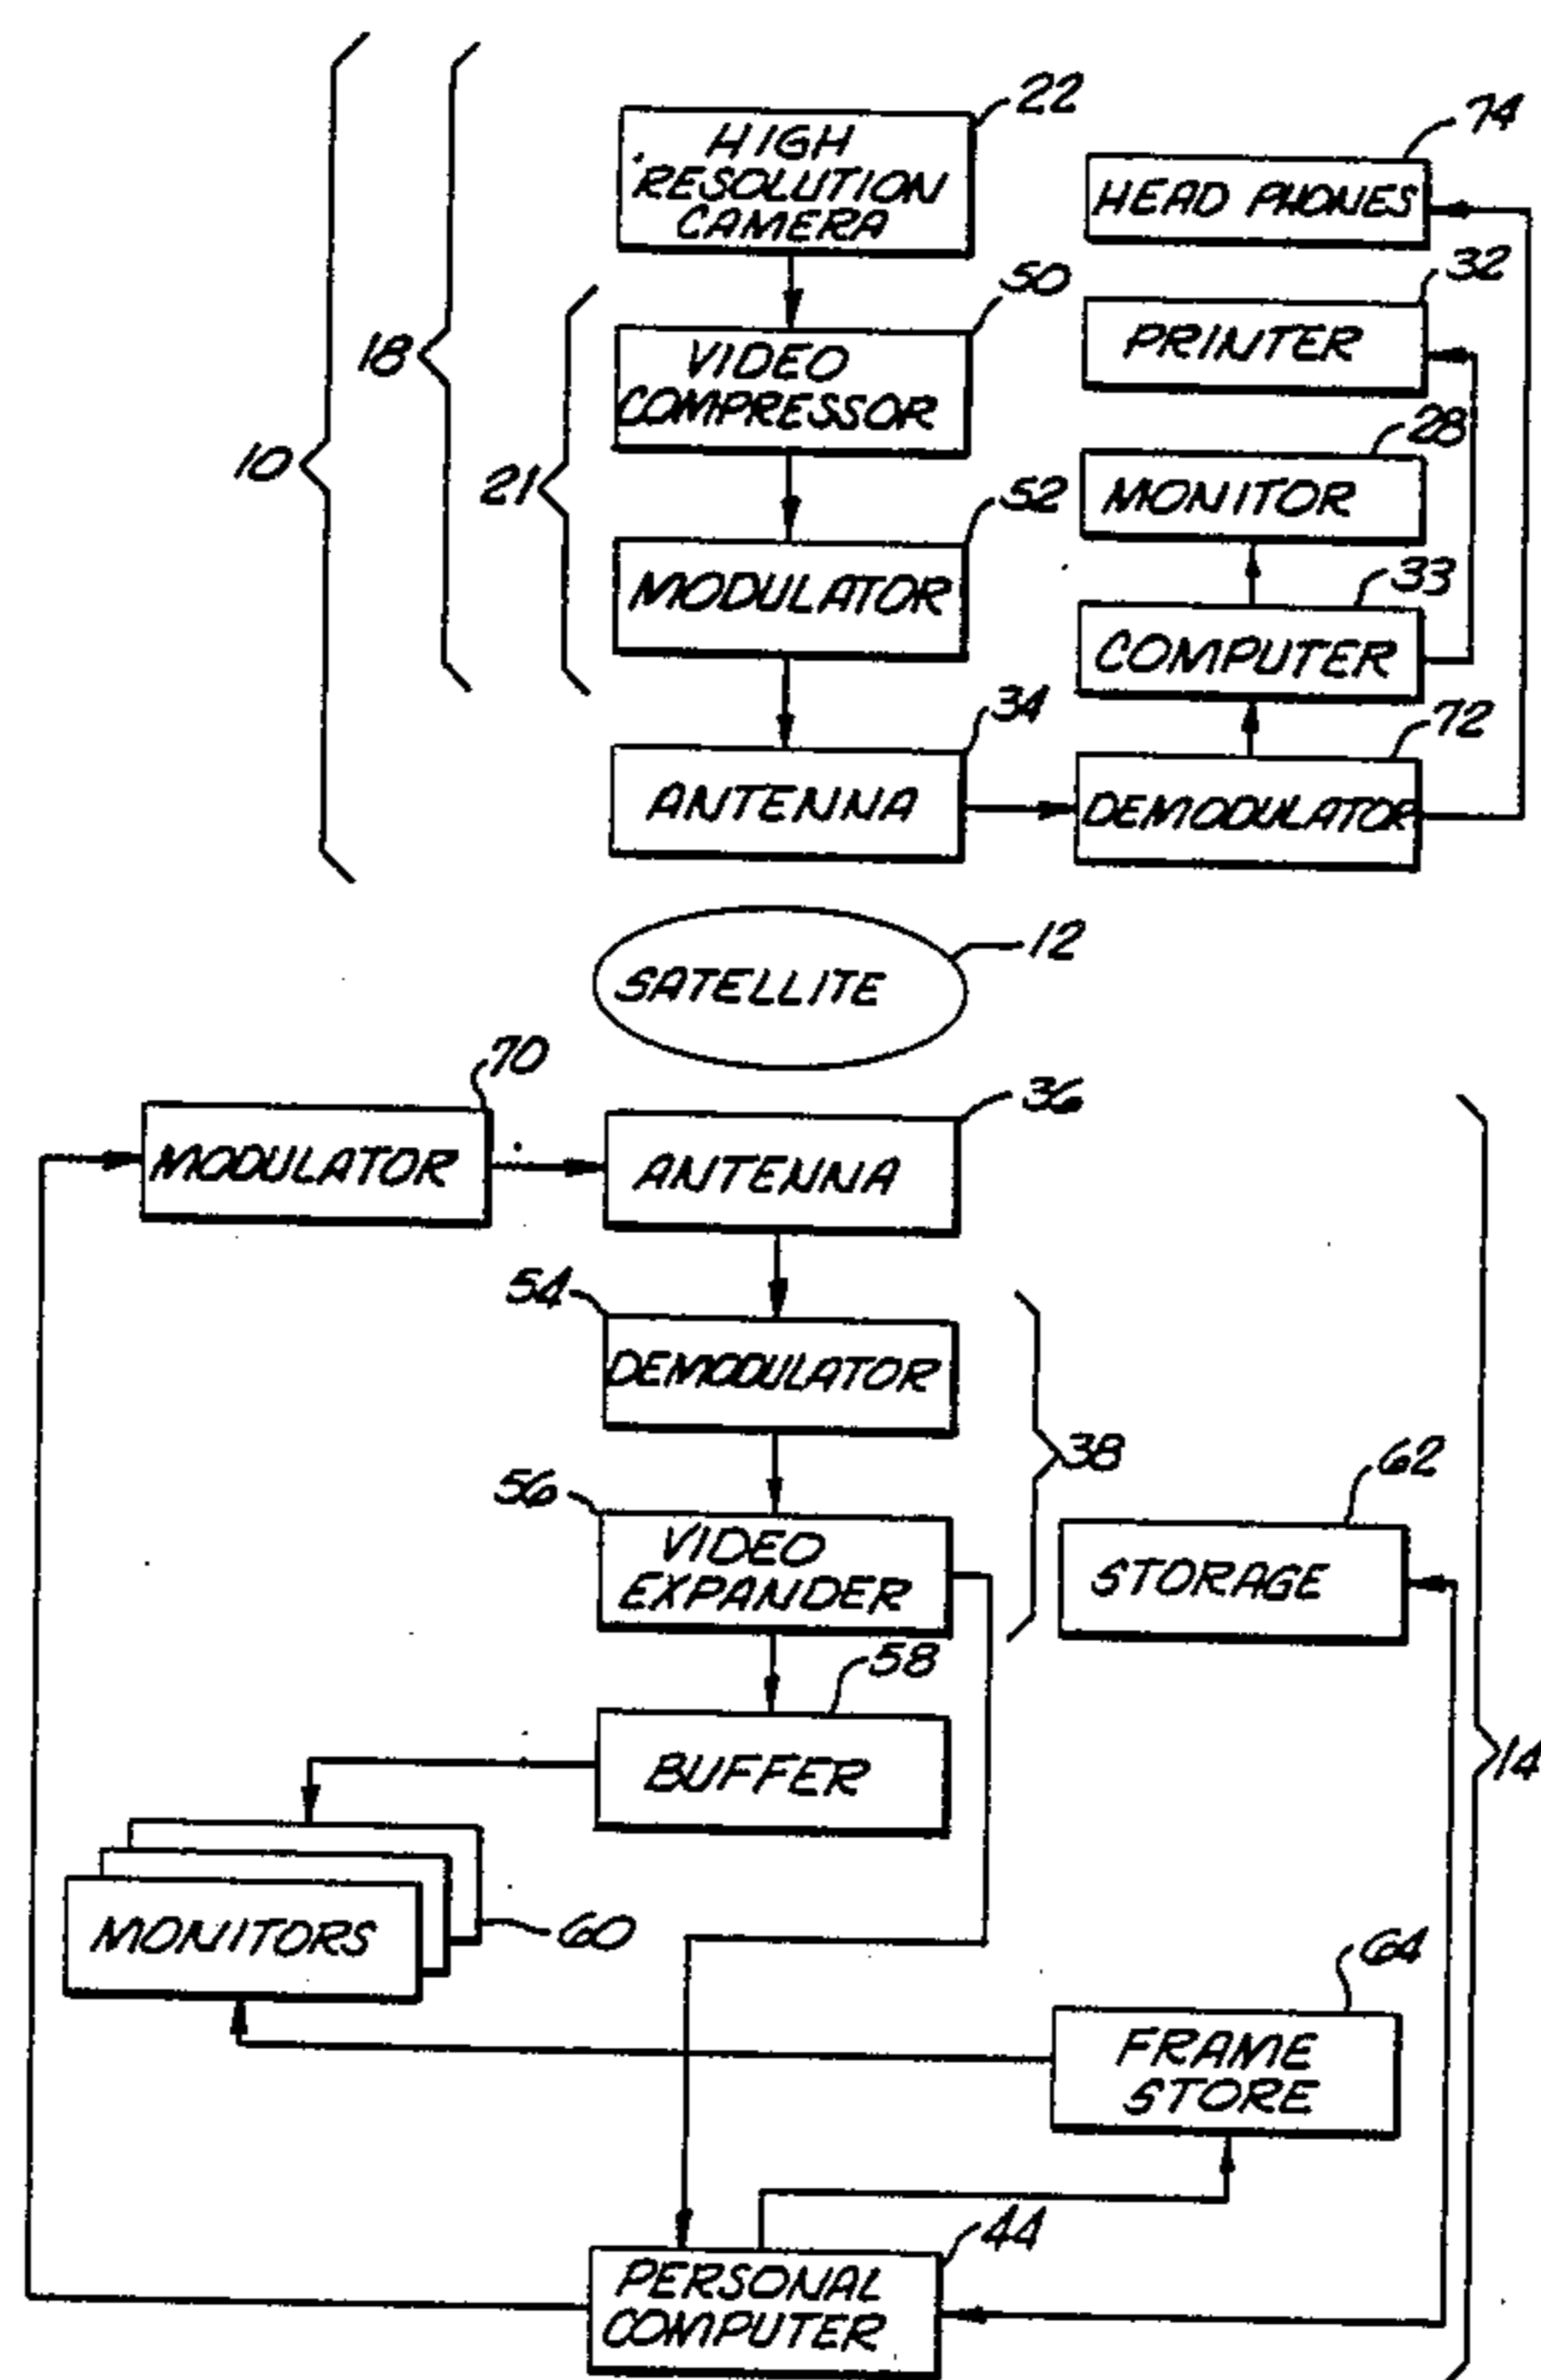 22
HIGH
RESOLUTION
CAMERA
74
HEAD PHONES
50
32
PRINTER
18
VIDEO
COMPRESSOR
28
MONITOR
10
21
52
MODULATOR
33
COMPUTER
34
ANTENNA
72
DEMODULATOR
12
SATELLITE
70
MODULATOR
36
ANTENNA
54
DEMODULATOR
38
56
VIDEO
EXPANDER
62
STORAGE
58
BUFFER
14
MONITORS
60
64
FRAME
STORE
44
PERSONAL
COMPUTER